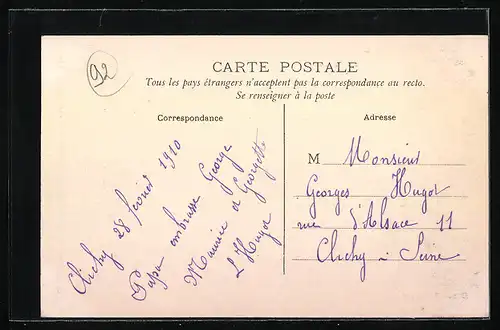 92
CARTE POSTALE
Tous les pays étrangers n'acceptent pas la correspondance au recto.
Se renseigner à la poste
Correspondance
Clichy 28 février 1910
Papa embrasse George
Maurice et Georgette
L Hugot
Adresse
M Monsieur
Georges Hugot
rue d'Alsace 11
Clichy - Seine